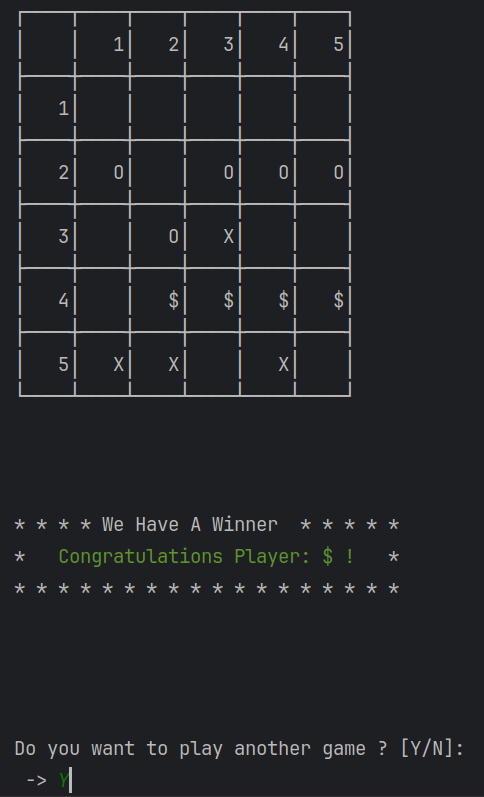 1| 2| 3| 4| 5|
1|
2| O| | O| O| O|
3| | O| X| | |
4| | $| $| $| $|
5| X| X| | X| |
* * * * We Have A Winner * * * * *
* Congratulations Player: $ ! *
* * * * * * * * * * * * * * * * * *
Do you want to play another game ? [Y/N]:
-> Y